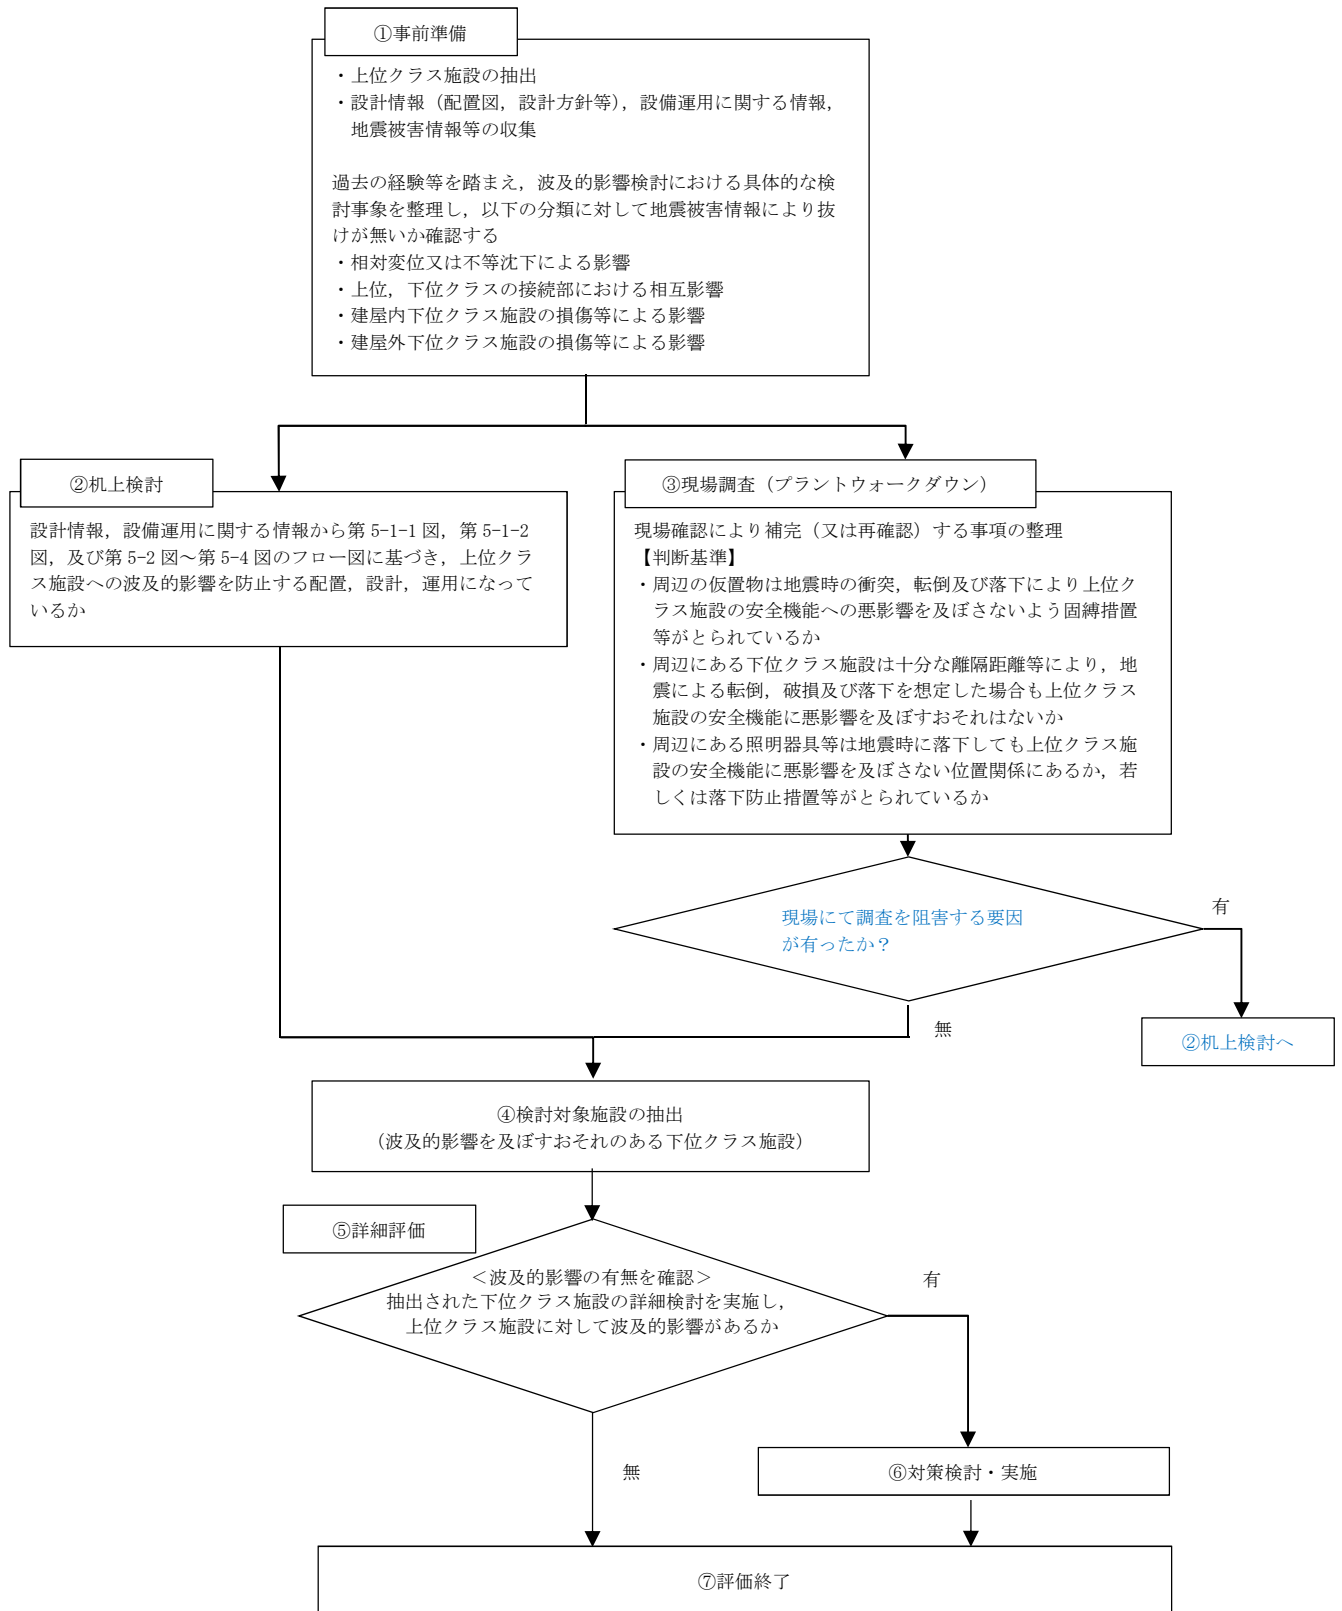 ①事前準備
・上位クラス施設の抽出
・設計情報（配置図，設計方針等），設備運用に関する情報，
地震被害情報等の収集
過去の経験等を踏まえ，波及的影響検討における具体的な検
討事象を整理し，以下の分類に対して地震被害情報により抜
けが無いか確認する
・相対変位又は不等沈下による影響
・上位，下位クラスの接続部における相互影響
・建屋内下位クラス施設の損傷等による影響
・建屋外下位クラス施設の損傷等による影響
②机上検討
設計情報，設備運用に関する情報から第 5-1-1 図，第 5-1-2
図，及び第 5-2 図～第 5-4 図のフロー図に基づき，上位クラ
ス施設への波及的影響を防止する配置，設計，運用になって
いるか
③現場調査（プラントウォークダウン）
現場確認により補完（又は再確認）する事項の整理
【判断基準】
・周辺の仮置物は地震時の衝突，転倒及び落下により上位ク
ラス施設の安全機能への悪影響を及ぼさないよう固縛措置
等がとられているか
・周辺にある下位クラス施設は十分な離隔距離等により，地
震による転倒，破損及び落下を想定した場合も上位クラス
施設の安全機能に悪影響を及ぼすおそれはないか
・周辺にある照明器具等は地震時に落下しても上位クラス施
設の安全機能に悪影響を及ぼさない位置関係にあるか，若
しくは落下防止措置等がとられているか
現場にて調査を阻害する要因
が有ったか？
有
無
②机上検討へ
④検討対象施設の抽出
（波及的影響を及ぼすおそれのある下位クラス施設）
⑤詳細評価
＜波及的影響の有無を確認＞
抽出された下位クラス施設の詳細検討を実施し，
上位クラス施設に対して波及的影響があるか
有
無
⑥対策検討・実施
⑦評価終了